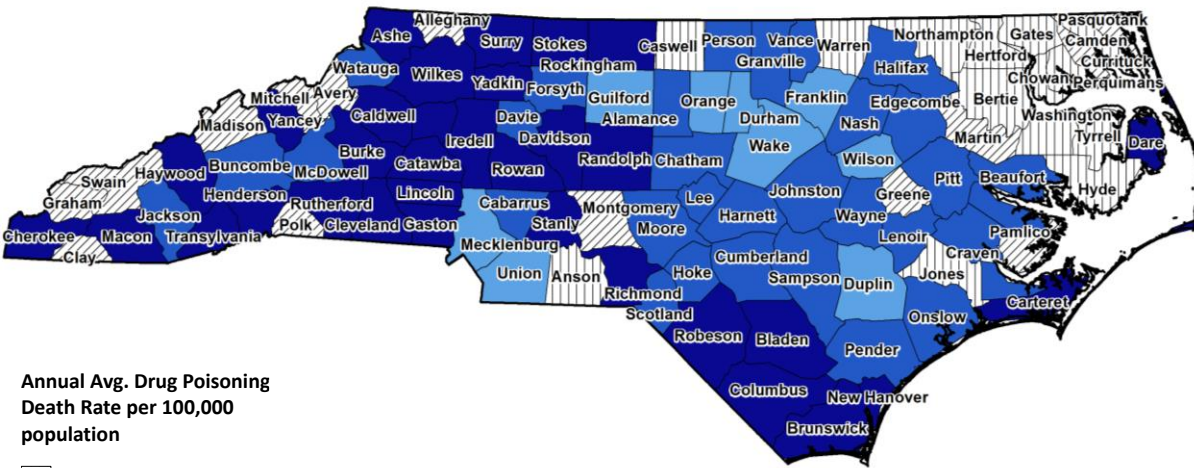 Alleghany
Ashe
Surry
Stokes
Rockingham
Caswell
Person
Vance
Granville
Warren
Northampton
Gates
Pasquotank
Camden
Currituck
Perquimans
Hertford
Chowan
Halifax
Bertie
Watauga
Wilkes
Yadkin
Forsyth
Guilford
Alamance
Orange
Durham
Franklin
Edgecombe
Nash
Martin
Washington
Tyrrell
Dare
Mitchell
Avery
Yancey
Madison
Caldwell
Iredell
Davie
Davidson
Randolph
Chatham
Wake
Wilson
Buncombe
McDowell
Burke
Catawba
Rowan
Johnston
Greene
Pitt
Beaufort
Hyde
Haywood
Swain
Graham
Henderson
Rutherford
Lincoln
Cabarrus
Stanly
Montgomery
Moore
Lee
Harnett
Wayne
Lenoir
Craven
Pamlico
Jackson
Cherokee
Macon
Transylvania
Polk
Cleveland
Gaston
Mecklenburg
Clay
Union
Anson
Richmond
Hoke
Cumberland
Sampson
Duplin
Jones
Carteret
Scotland
Onslow
Robeson
Bladen
Pender
Columbus
New Hanover
Brunswick
Annual Avg. Drug Poisoning
Death Rate per 100,000
population